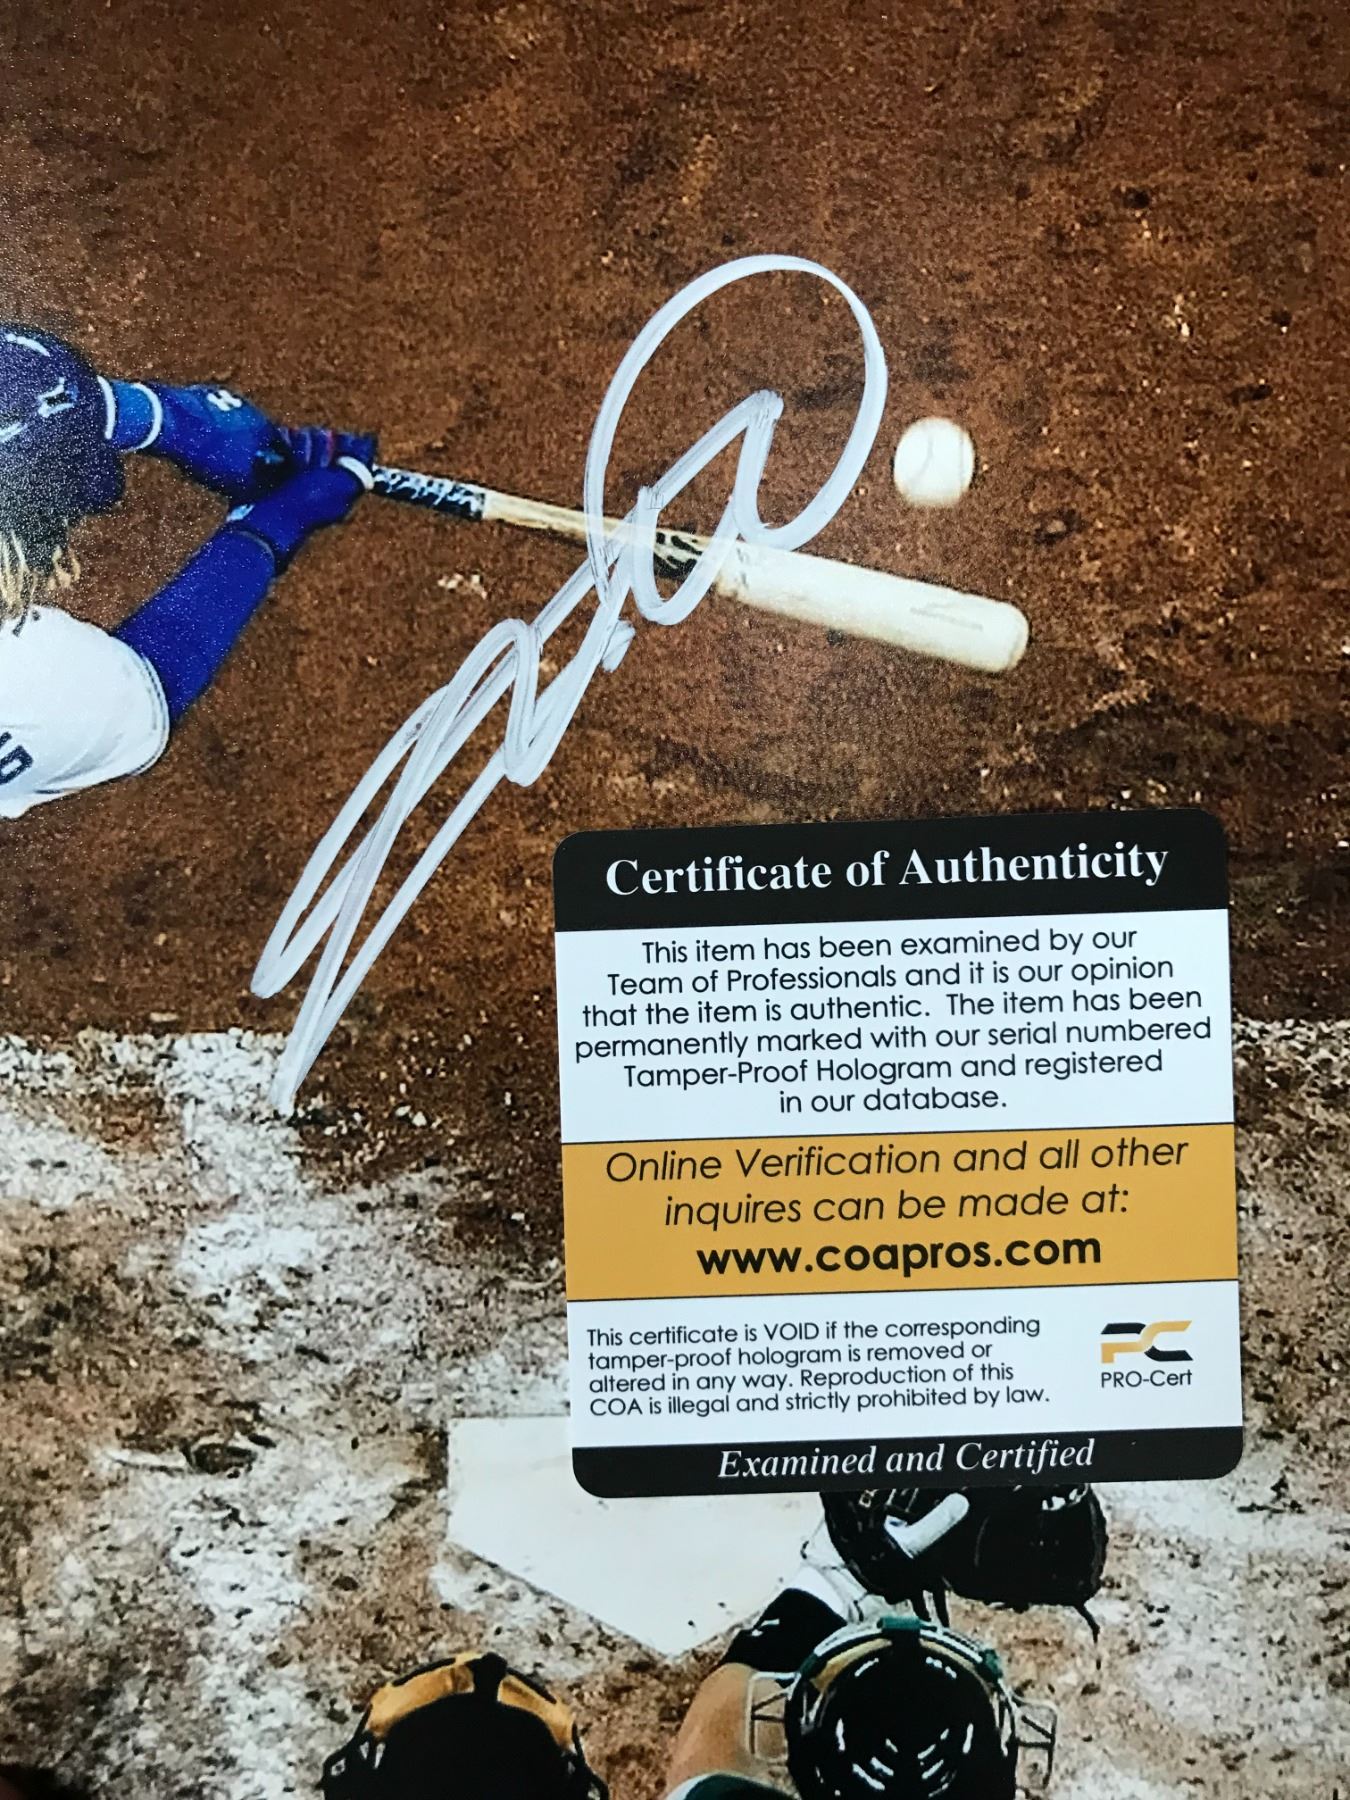 Certificate of Authenticity
This item has been examined by our
Team of Professionals and it is our opinion
that the item is authentic. The item has been
permanently marked with our serial numbered
Tamper-Proof Hologram and registered
in our database.
Online Verification and all other
inquires can be made at:
www.coapros.com
This certificate is VOID if the corresponding
tamper-proof hologram is removed or
altered in any way. Reproduction of this
COA is illegal and strictly prohibited by law.
PC
PRO-Cert
Examined and Certified